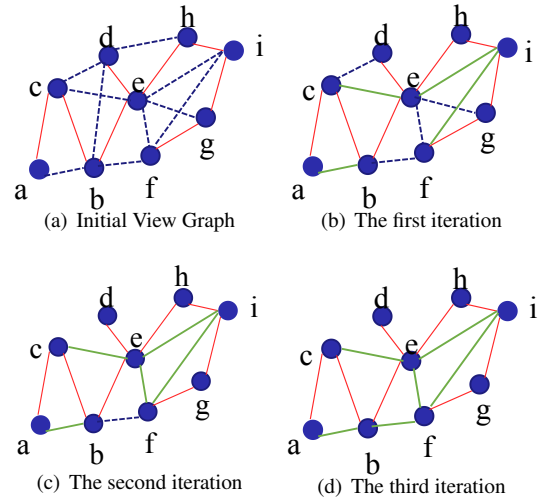 h
d
i
e
c
g
a
b
f
(a) Initial View Graph
h
d
i
e
c
g
a
b
f
(b) The first iteration
h
d
i
e
c
g
a
b
f
(c) The second iteration
h
d
i
e
c
g
a
b
f
(d) The third iteration